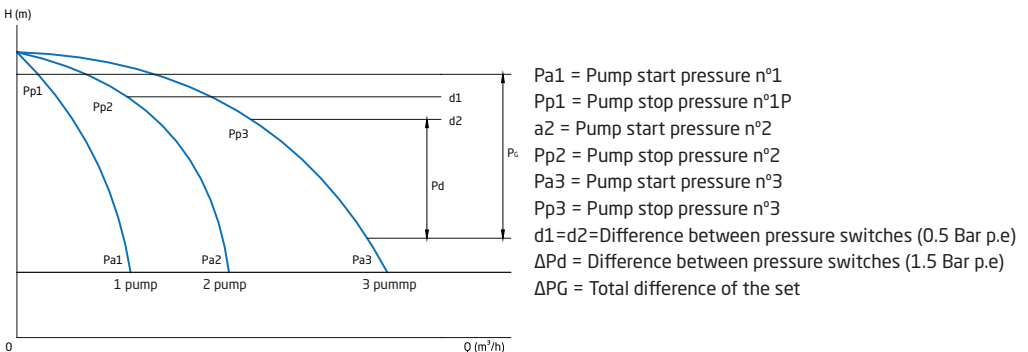 H (m)
Pp1
Pp2
Pp3
d1
d2
Pd
PG
Pa1
Pa2
Pa3
1 pump
2 pump
3 pummp
0
Q (m³/h)
Pa1 = Pump start pressure nº1
Pp1 = Pump stop pressure nº1P
a2 = Pump start pressure nº2
Pp2 = Pump stop pressure nº2
Pa3 = Pump start pressure nº3
Pp3 = Pump stop pressure nº3
d1=d2=Difference between pressure switches (0.5 Bar p.e)
ΔPd = Difference between pressure switches (1.5 Bar p.e)
ΔPG = Total difference of the set